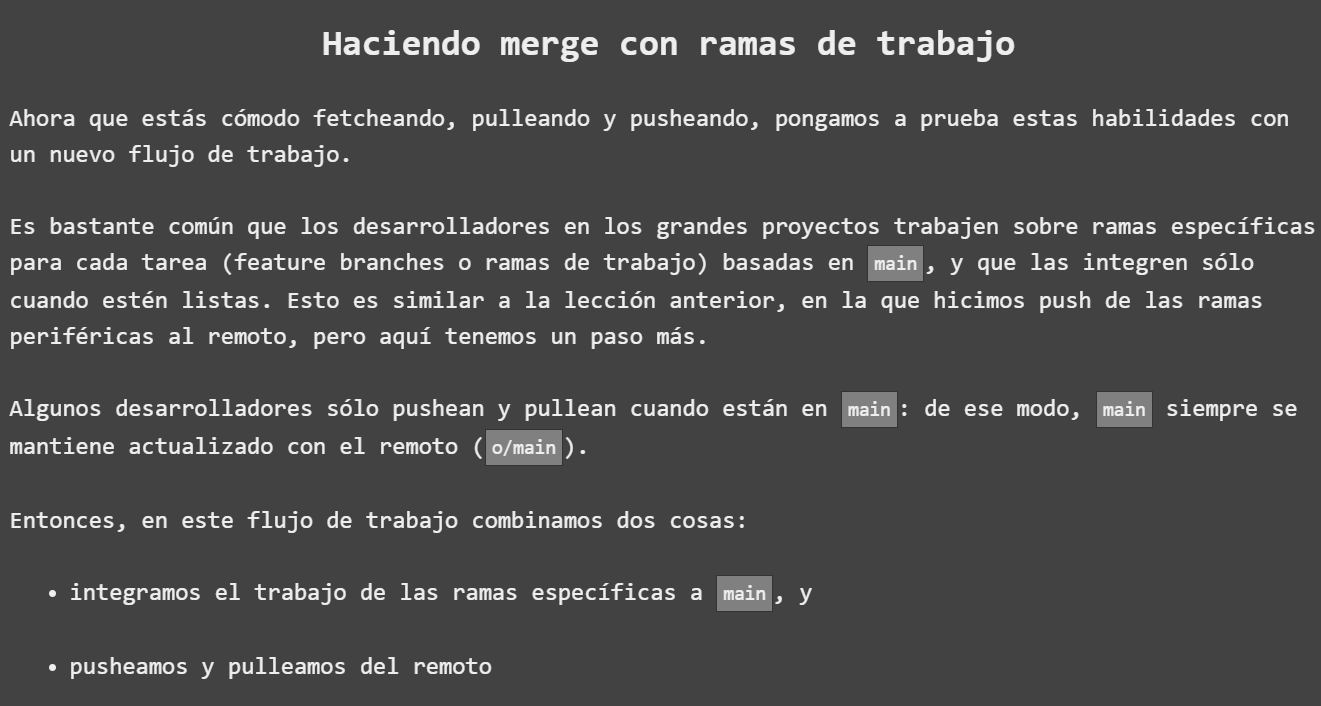 Haciendo merge con ramas de trabajo
Ahora que estás cómodo fetcheando, pulleando y pusheando, pongamos a prueba estas habilidades con
un nuevo flujo de trabajo.
Es bastante común que los desarrolladores en los grandes proyectos trabajen sobre ramas específicas
para cada tarea (feature branches o ramas de trabajo) basadas en main, y que las integren sólo
cuando estén listas. Esto es similar a la lección anterior, en la que hicimos push de las ramas
periféricas al remoto, pero aquí tenemos un paso más.
Algunos desarrolladores sólo pushean y pullean cuando están en main: de ese modo, main siempre se
mantiene actualizado con el remoto (o/main).
Entonces, en este flujo de trabajo combinamos dos cosas:
• integramos el trabajo de las ramas específicas a main, y
• pusheamos y pulleamos del remoto